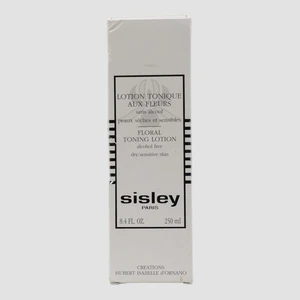 LOTION TONIQUE
AUX FLEURS
sans alcool
peaux sèches et sensibles
FLORAL
TONING LOTION
alcohol free
dry/sensitive skin
sisley
PARIS
8.4 FL. OZ. 250 ml
CREATIONS
HUBERT ISABELLE d'ORNANO